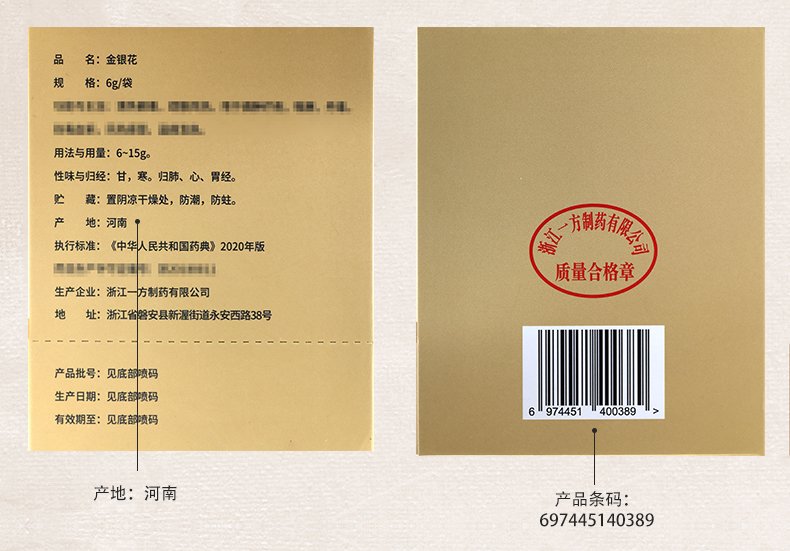 品 名：金银花
规 格：6g/袋
用法与用量：6~15g。
性味与归经：甘，寒。归肺、心、胃经。
贮 藏：置阴凉干燥处，防潮，防蛀。
产 地：河南
执行标准：《中华人民共和国药典》2020年版
生产企业：浙江一方制药有限公司
地 址：浙江省磐安县新渥街道永安西路38号
产品批号：见底部喷码
生产日期：见底部喷码
有效期至：见底部喷码
产地：河南
浙江一方制药有限公司
质量合格章
6 974451 400389 >
产品条码：
697445140389